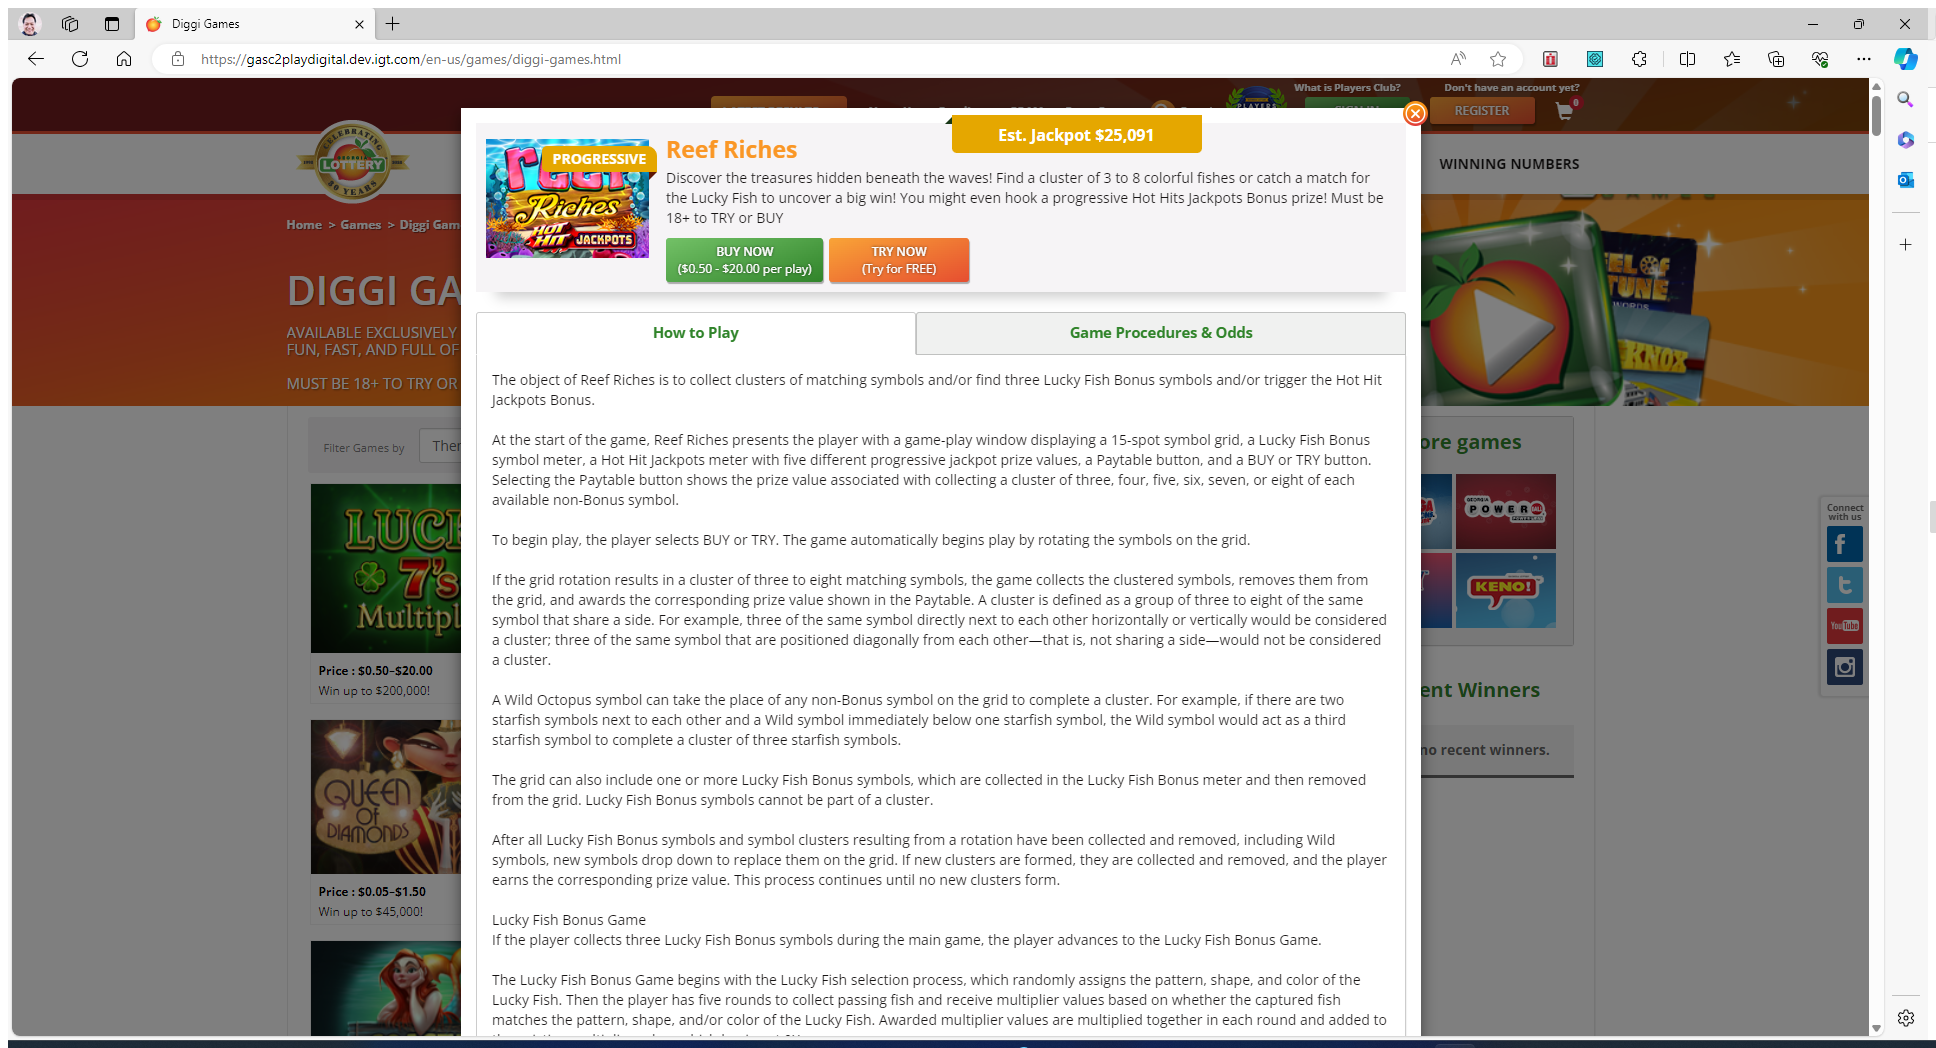 Diggi Games
https://gasc2playdigital.dev.igt.com/en-us/games/diggi-games.html
What is Players Club?
Don't have an account yet?
PLAYERS
REGISTER
0
CELEBRATING
LOTTERY
30 YEARS
WINNING NUMBERS
Home > Games > Diggi Gam
DIGGI GA
AVAILABLE EXCLUSIVELY
FUN, FAST, AND FULL OF
MUST BE 18+ TO TRY OR
GAMES
KNOX
Est. Jackpot $25,091
PROGRESSIVE
REEF
Riches
HOT HIT JACKPOTS
Reef Riches
Discover the treasures hidden beneath the waves! Find a cluster of 3 to 8 colorful fishes or catch a match for
the Lucky Fish to uncover a big win! You might even hook a progressive Hot Hits Jackpots Bonus prize! Must be
18+ to TRY or BUY
BUY NOW
($0.50 - $20.00 per play)
TRY NOW
(Try for FREE)
How to Play
Game Procedures & Odds
The object of Reef Riches is to collect clusters of matching symbols and/or find three Lucky Fish Bonus symbols and/or trigger the Hot Hit
Jackpots Bonus.
At the start of the game, Reef Riches presents the player with a game-play window displaying a 15-spot symbol grid, a Lucky Fish Bonus
symbol meter, a Hot Hit Jackpots meter with five different progressive jackpot prize values, a Paytable button, and a BUY or TRY button.
Selecting the Paytable button shows the prize value associated with collecting a cluster of three, four, five, six, seven, or eight of each
available non-Bonus symbol.
To begin play, the player selects BUY or TRY. The game automatically begins play by rotating the symbols on the grid.
If the grid rotation results in a cluster of three to eight matching symbols, the game collects the clustered symbols, removes them from
the grid, and awards the corresponding prize value shown in the Paytable. A cluster is defined as a group of three to eight of the same
symbol that share a side. For example, three of the same symbol directly next to each other horizontally or vertically would be considered
a cluster; three of the same symbol that are positioned diagonally from each other—that is, not sharing a side—would not be considered
a cluster.
A Wild Octopus symbol can take the place of any non-Bonus symbol on the grid to complete a cluster. For example, if there are two
starfish symbols next to each other and a Wild symbol immediately below one starfish symbol, the Wild symbol would act as a third
starfish symbol to complete a cluster of three starfish symbols.
The grid can also include one or more Lucky Fish Bonus symbols, which are collected in the Lucky Fish Bonus meter and then removed
from the grid. Lucky Fish Bonus symbols cannot be part of a cluster.
After all Lucky Fish Bonus symbols and symbol clusters resulting from a rotation have been collected and removed, including Wild
symbols, new symbols drop down to replace them on the grid. If new clusters are formed, they are collected and removed, and the player
earns the corresponding prize value. This process continues until no new clusters form.
Lucky Fish Bonus Game
If the player collects three Lucky Fish Bonus symbols during the main game, the player advances to the Lucky Fish Bonus Game.
The Lucky Fish Bonus Game begins with the Lucky Fish selection process, which randomly assigns the pattern, shape, and color of the
Lucky Fish. Then the player has five rounds to collect passing fish and receive multiplier values based on whether the captured fish
matches the pattern, shape, and/or color of the Lucky Fish. Awarded multiplier values are multiplied together in each round and added to
Filter Games by
Then
LUCK
7's
Multipl
Price : $0.50–$20.00
Win up to $200,000!
QUEEN
OF
DIAMONDS
Price : $0.05–$1.50
Win up to $45,000!
ore games
GEORGIA
POWERBALL
KENO!
ent Winners
no recent winners.
Connect
with us
You Tube